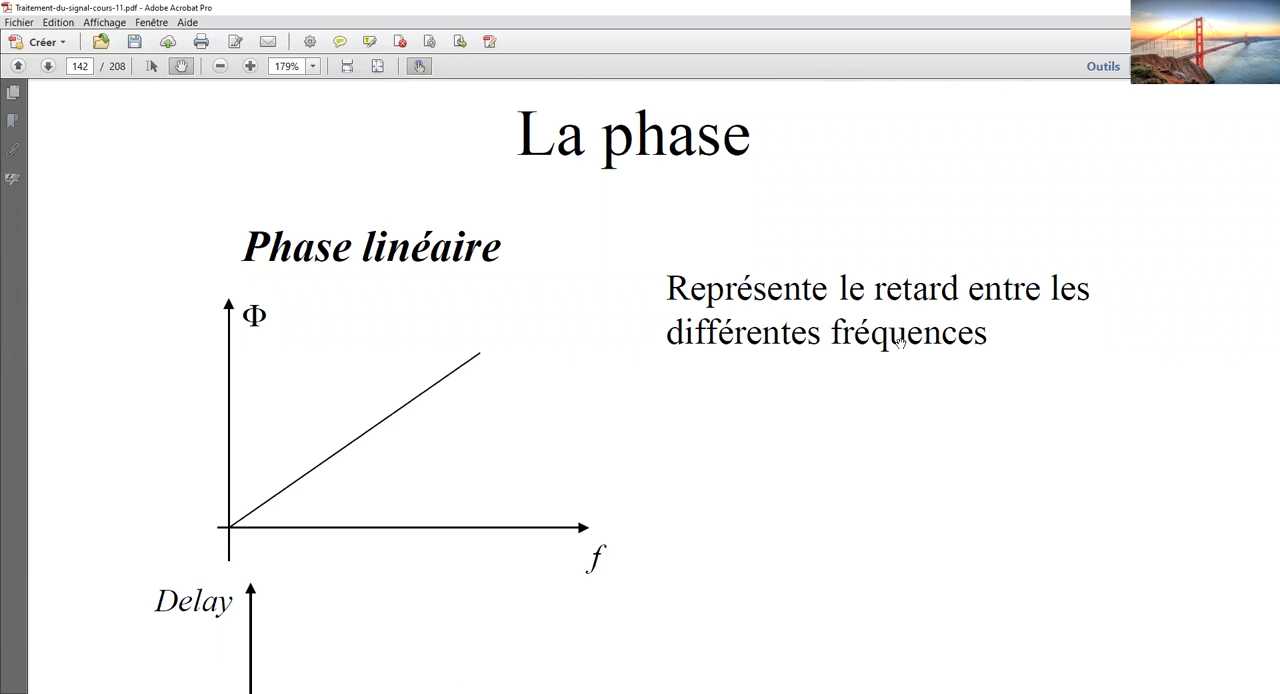 Traitement-du-signal-cours-11.pdf - Adobe Acrobat Pro
Fichier Edition Affichage Fenêtre Aide
Créer
142 / 208 179% Outils
La phase
Phase linéaire
Représente le retard entre les
différentes fréquences
Φ
f
Delay